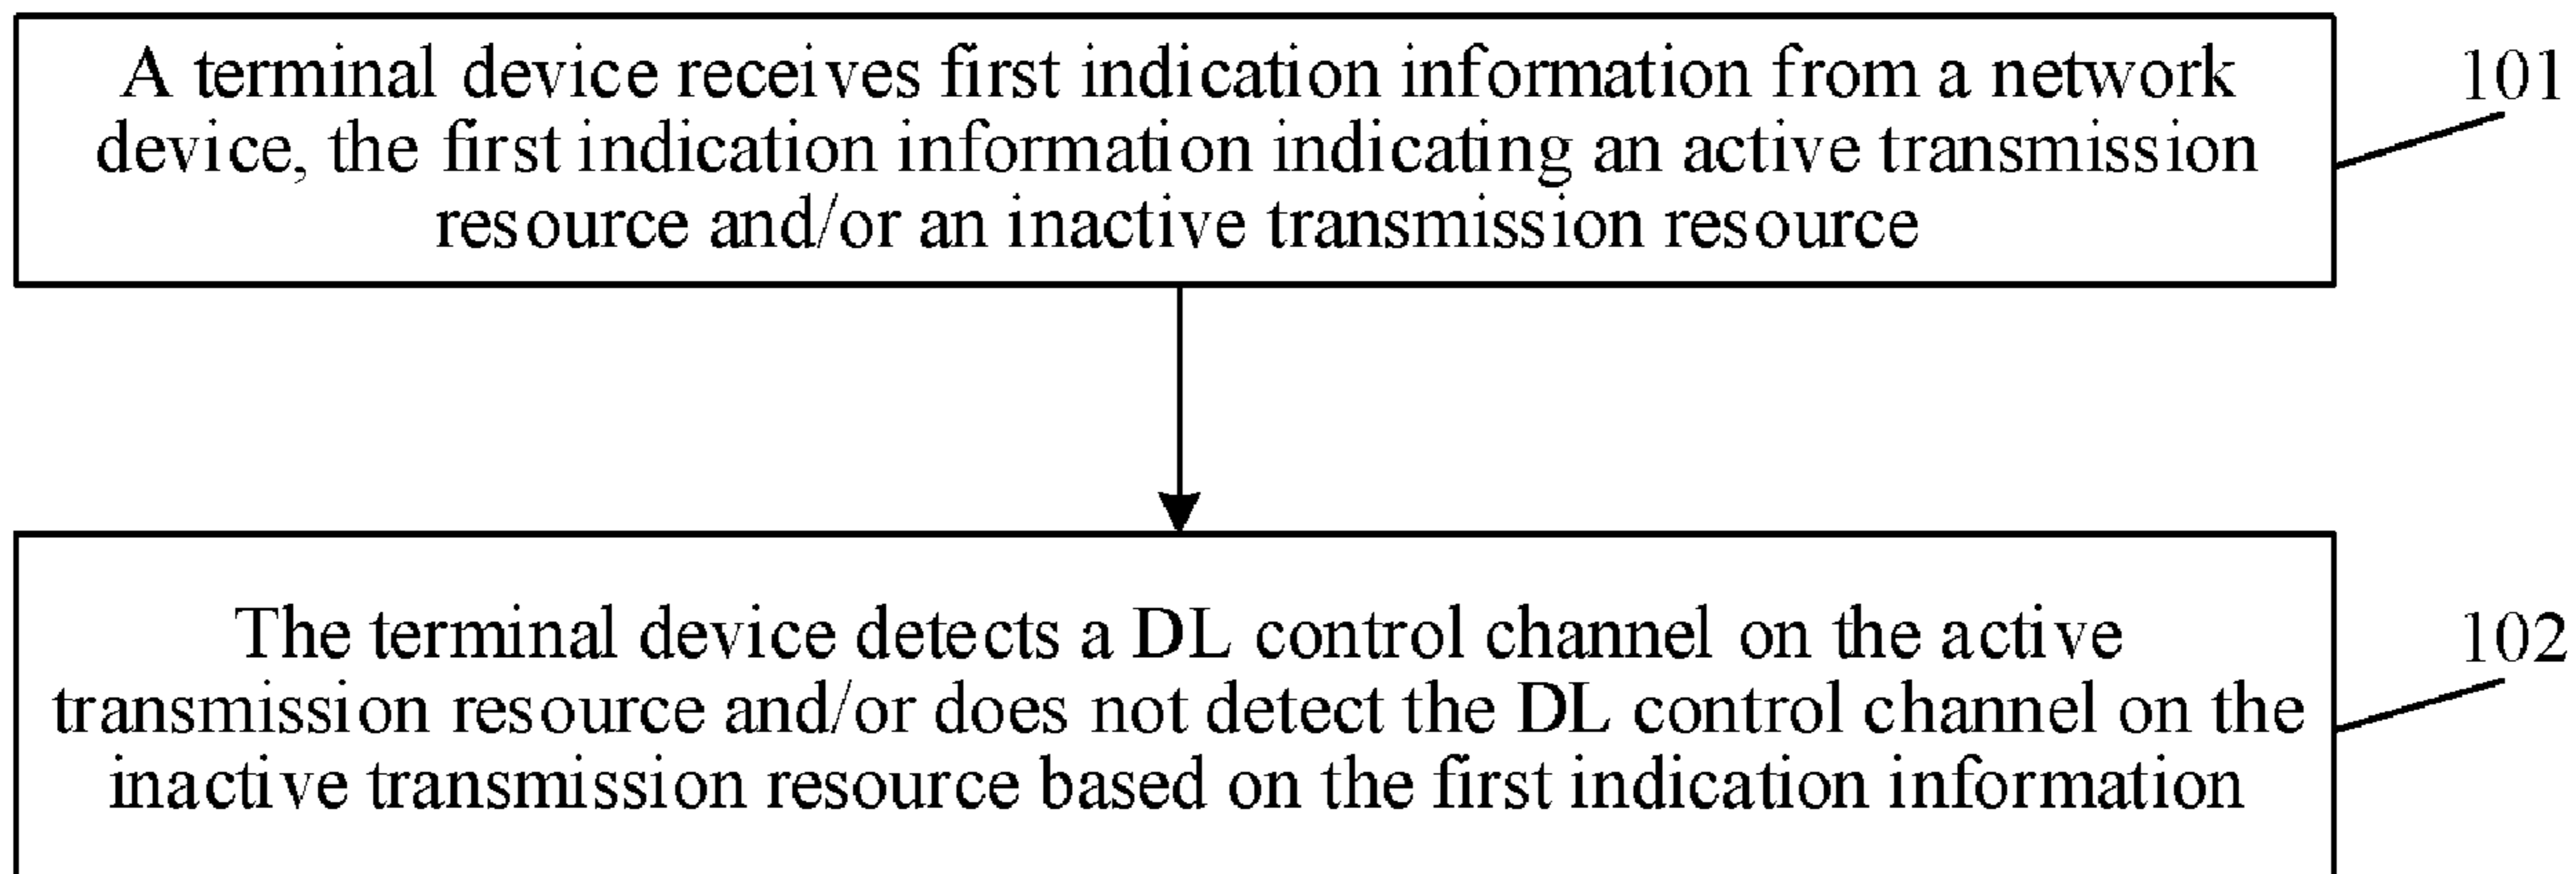 A terminal device receives first indication information from a network
device, the first indication information indicating an active transmission
resource and/or an inactive transmission resource
101
The terminal device detects a DL control channel on the active
transmission resource and/or does not detect the DL control channel on the
inactive transmission resource based on the first indication information
102